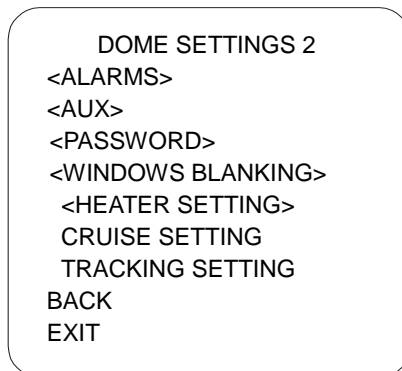 DOME SETTINGS 2
<ALARMS>
<AUX>
<PASSWORD>
<WINDOWS BLANKING>
<HEATER SETTING>
CRUISE SETTING
TRACKING SETTING
BACK
EXIT